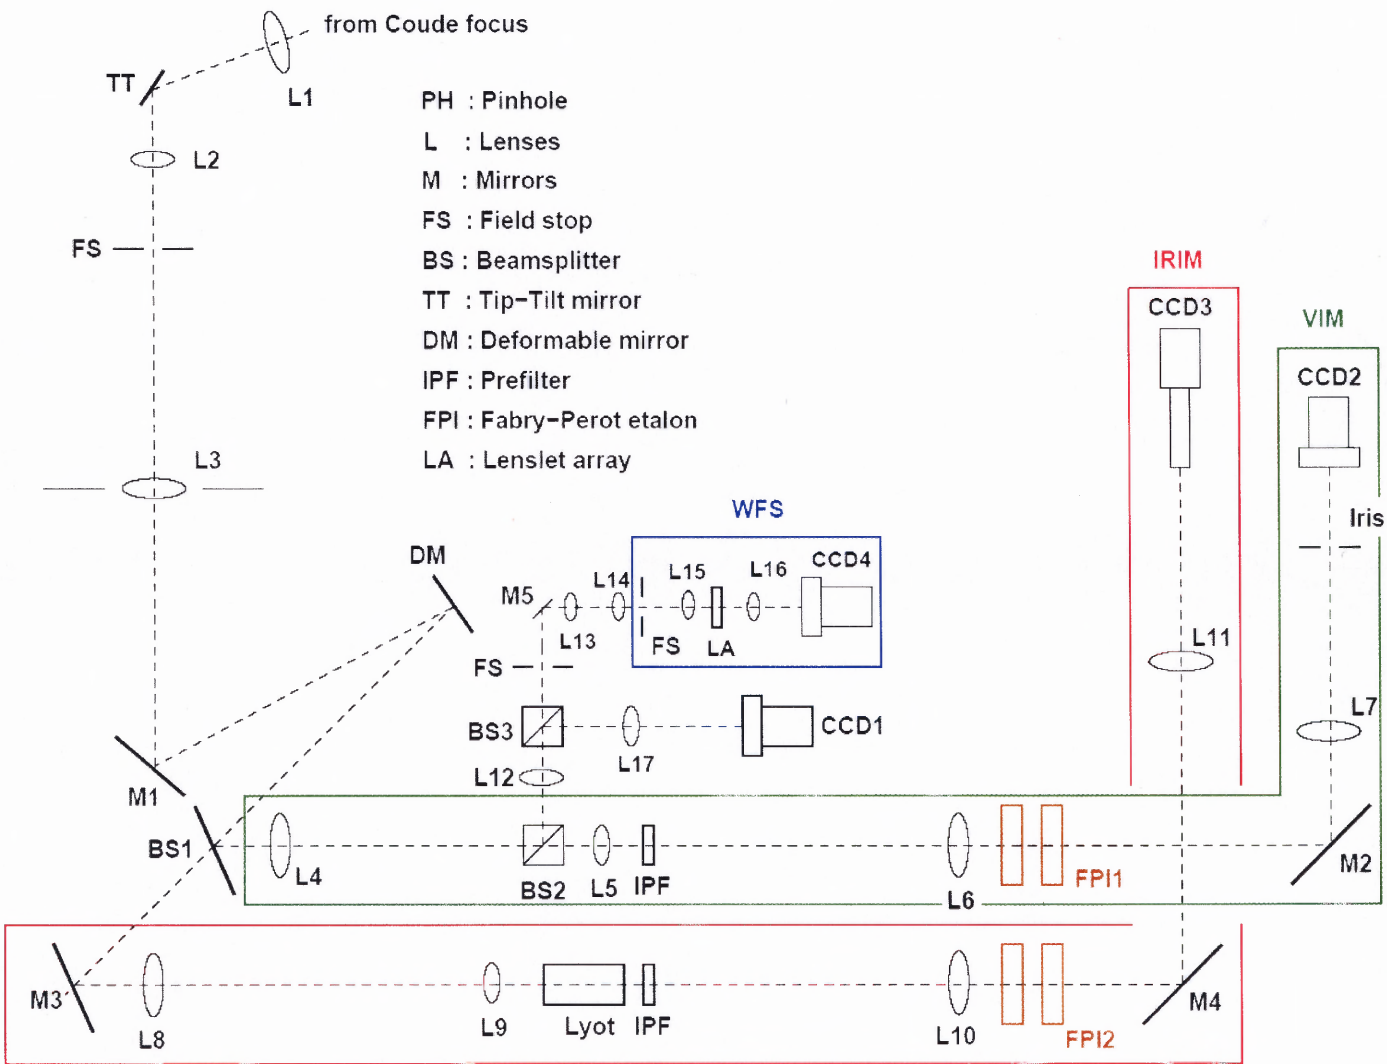 from Coude focus
TT
L1
L2
FS
L3
PH : Pinhole
L : Lenses
M : Mirrors
FS : Field stop
BS : Beamsplitter
TT : Tip-Tilt mirror
DM : Deformable mirror
IPF : Prefilter
FPI : Fabry-Perot etalon
LA : Lenslet array
IRIM
CCD3
VIM
CCD2
Iris
WFS
DM
M5
L13
L14
L15
L16
CCD4
FS
LA
FS
L11
L7
BS3
L17
CCD1
L12
M1
BS1
L4
BS2
L5
IPF
L6
FPI1
M2
M3
L8
L9
Lyot
IPF
L10
FPI2
M4